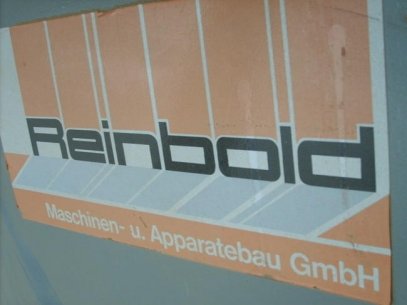 Reinbold
Maschinen- u. Apparatebau GmbH